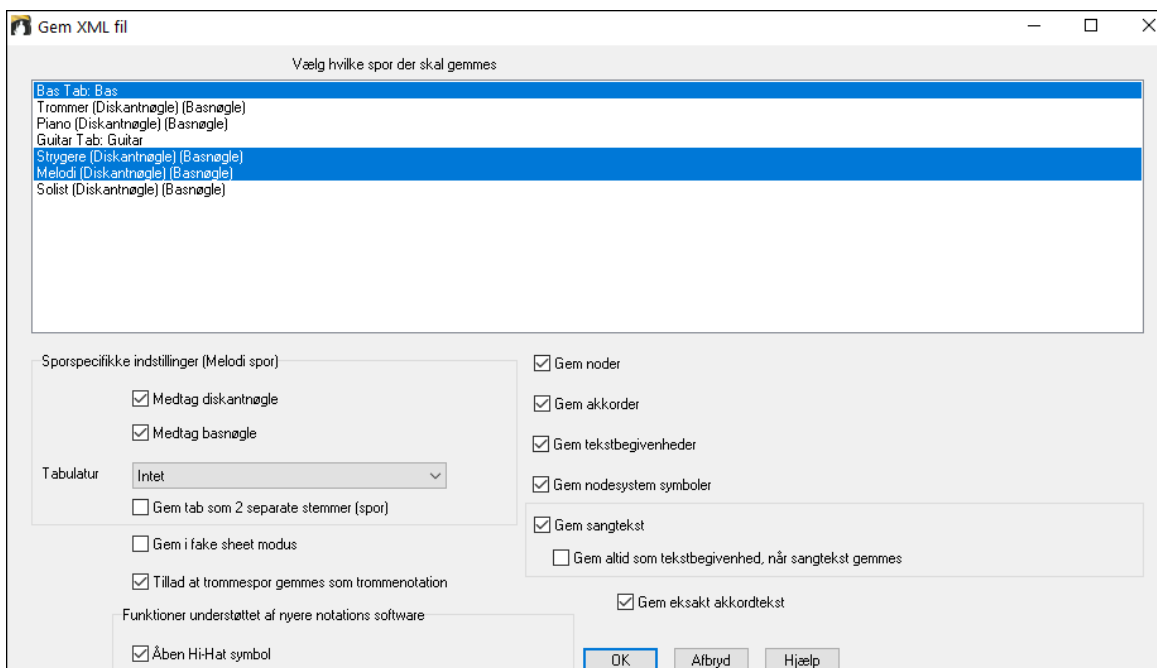 Gem XML fil
Vælg hvilke spor der skal gemmes
Bas Tab: Bas
Trommer (Diskantnøgle) (Basnøgle)
Piano (Diskantnøgle) (Basnøgle)
Guitar Tab: Guitar
Strygere (Diskantnøgle) (Basnøgle)
Melodi (Diskantnøgle) (Basnøgle)
Solist (Diskantnøgle) (Basnøgle)
Sporspecifikke indstillinger (Melodi spor)
Medtag diskantnøgle
Medtag basnøgle
Tabulatur Intet
Gem tab som 2 separate stemmer (spor)
Gem i fake sheet modus
Tillad at trommespor gemmes som trommenotation
Funktioner understøttet af nyere notations software
Åben Hi-Hat symbol
Gem noder
Gem akkorder
Gem tekstbegivenheder
Gem nodesystem symboler
Gem sangtekst
Gem altid som tekstbegivenhed, når sangtekst gemmes
Gem eksakt akkordtekst
OK Afbryd Hjælp